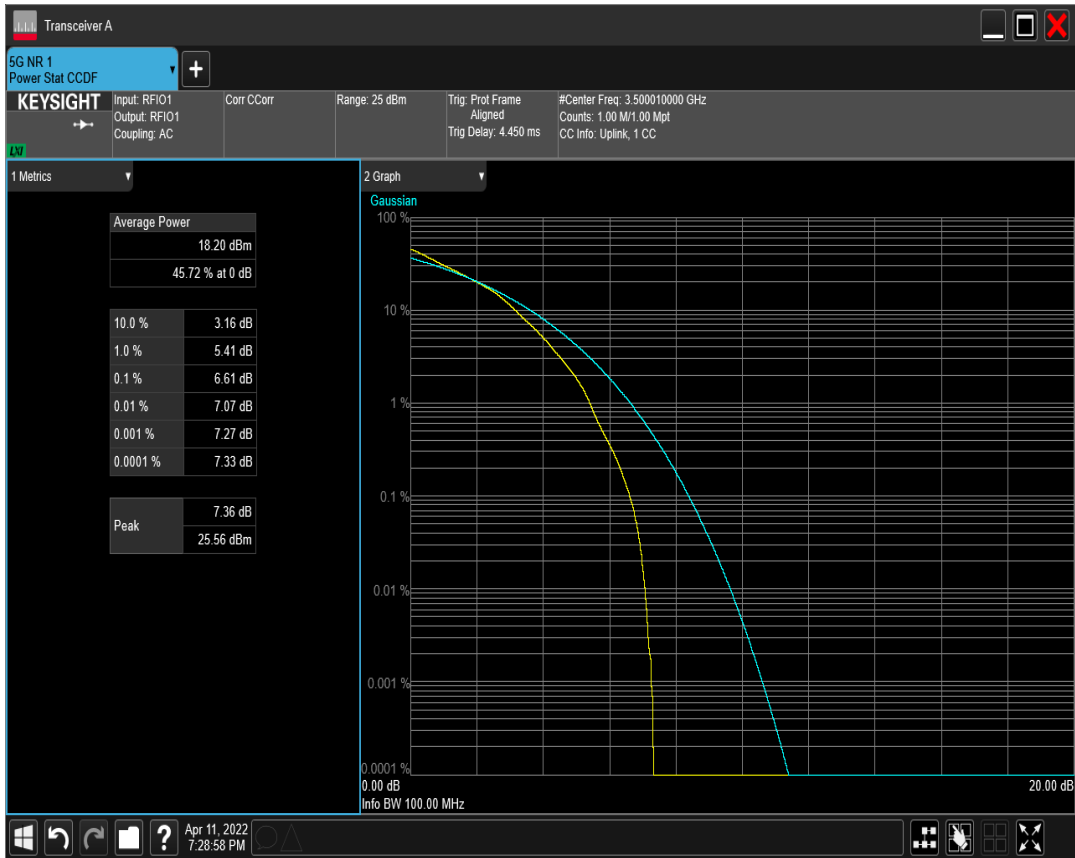 Transceiver A
5G NR 1
Power Stat CCDF
+
KEYSIGHT
LXI
Input: RFIO1
Output: RFIO1
Coupling: AC
Corr CCorr
Range: 25 dBm
Trig: Prot Frame
Aligned
Trig Delay: 4.450 ms
#Center Freq: 3.500010000 GHz
Counts: 1.00 M/1.00 Mpt
CC Info: Uplink, 1 CC
1 Metrics
Average Power
18.20 dBm
45.72 % at 0 dB
10.0 % 3.16 dB
1.0 % 5.41 dB
0.1 % 6.61 dB
0.01 % 7.07 dB
0.001 % 7.27 dB
0.0001 % 7.33 dB
Peak
7.36 dB
25.56 dBm
2 Graph
Gaussian
100 %
10 %
1 %
0.1 %
0.01 %
0.001 %
0.0001 %
0.00 dB 20.00 dB
Info BW 100.00 MHz
?
Apr 11, 2022
7:28:58 PM